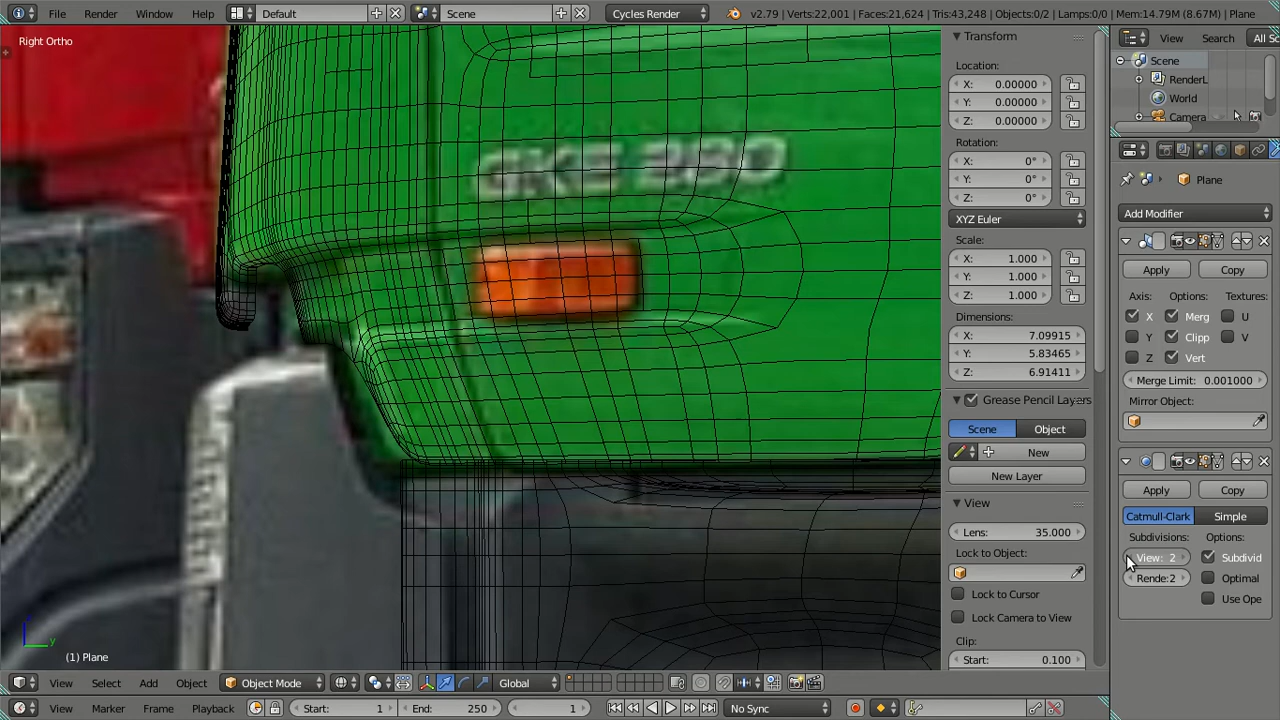 File Render Window Help Default Scene Cycles Render v2.79 | Verts:22,001 | Faces:21,624 | Tris:43,248 | Objects:0/2 | Lamps:0/0 | Mem:14.79M (8.67M) | Plane
Right Ortho
Transform
Location:
X: 0.00000
Y: 0.00000
Z: 0.00000
Rotation:
X: 0°
Y: 0°
Z: 0°
XYZ Euler
Scale:
X: 1.000
Y: 1.000
Z: 1.000
Dimensions:
X: 7.09915
Y: 5.83465
Z: 6.91411
Grease Pencil Layers
Scene Object
New
New Layer
View
Lens: 35.000
Lock to Object:
Lock to Cursor
Lock Camera to View
Clip:
Start: 0.100
View Search All Sc
Scene
RenderL
World
Camera
Plane
Add Modifier
Apply Copy
Axis: Options: Textures:
X Merg U
Y Clipp V
Z Vert
Merge Limit: 0.001000
Mirror Object:
Apply Copy
Catmull-Clark Simple
Subdivisions: Options:
View: 2 Subdivid
Rende:2 Optimal
Use Ope
y
(1) Plane
View Select Add Object Object Mode Global
View Marker Frame Playback Start: 1 End: 250 1 No Sync